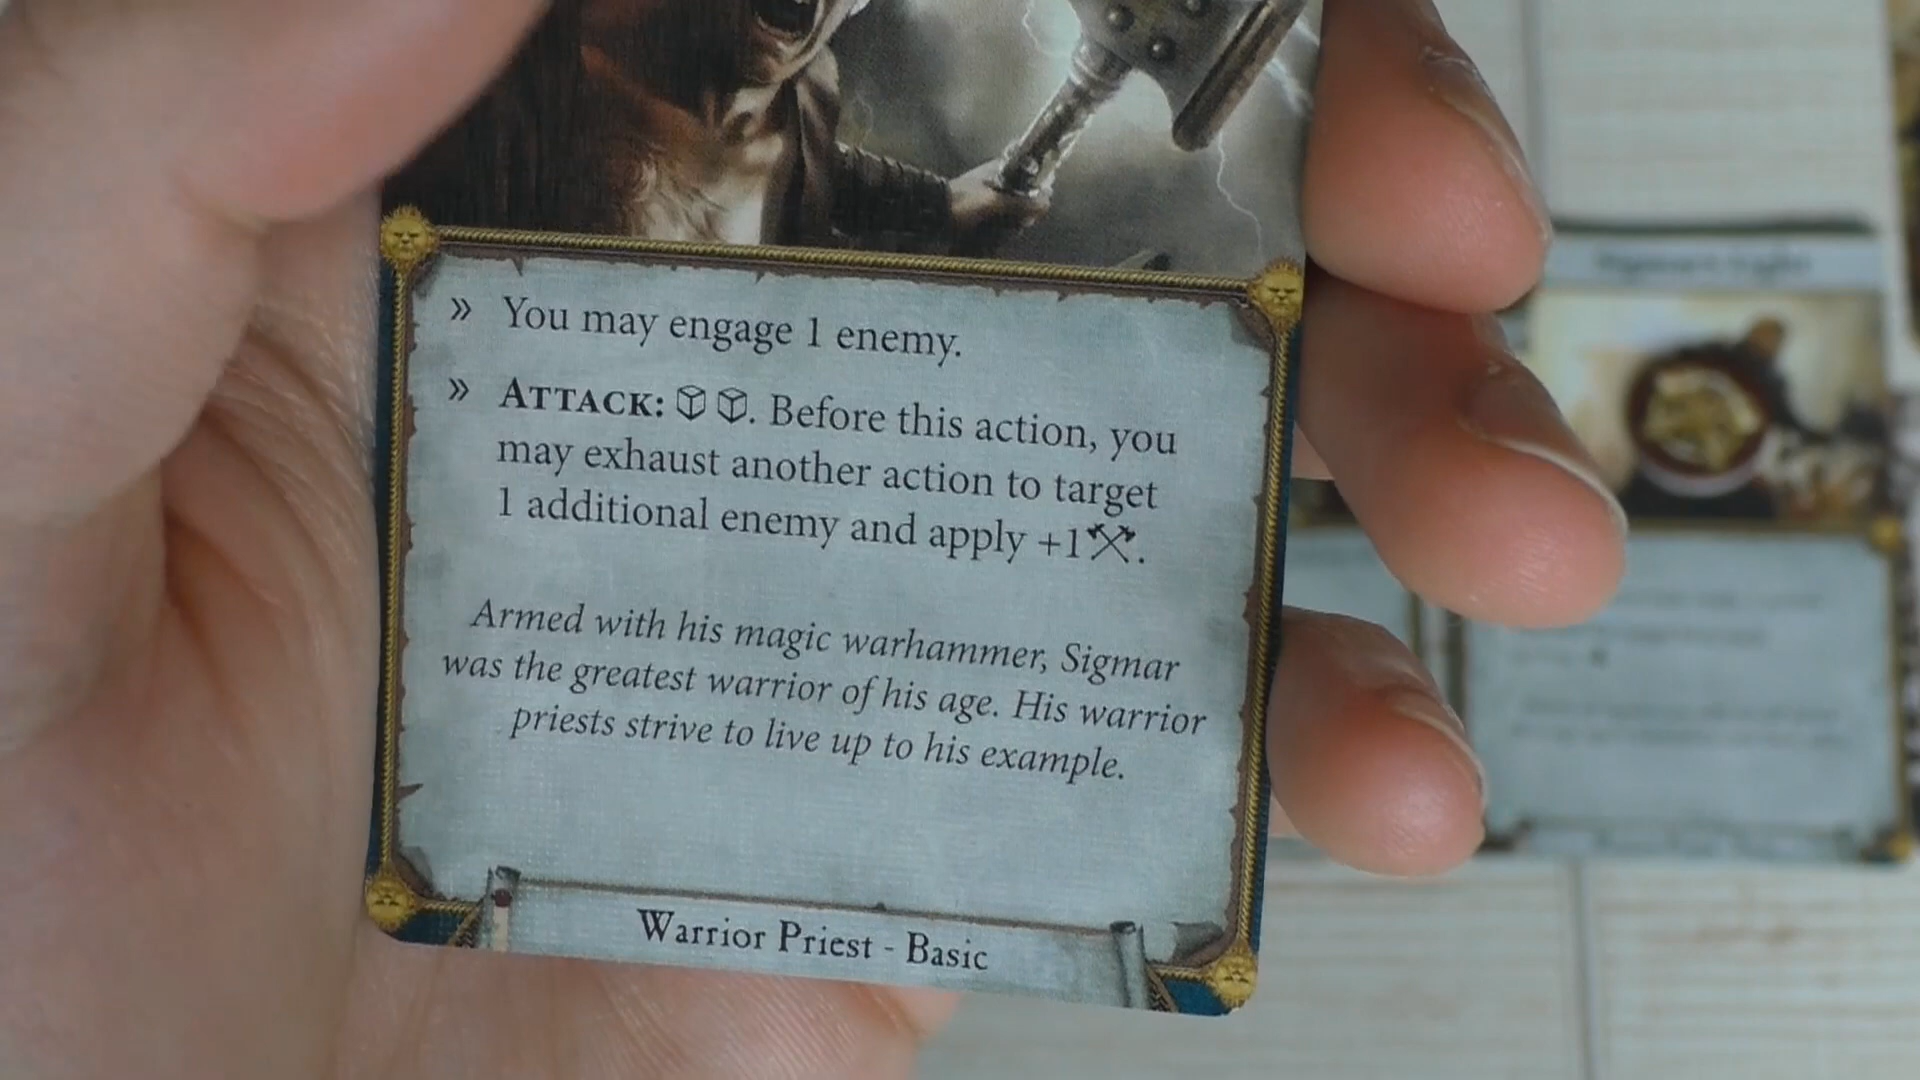 » You may engage 1 enemy.
» ATTACK: . Before this action, you
may exhaust another action to target
1 additional enemy and apply +1.
Armed with his magic warhammer, Sigmar
was the greatest warrior of his age. His warrior
priests strive to live up to his example.
Warrior Priest - Basic